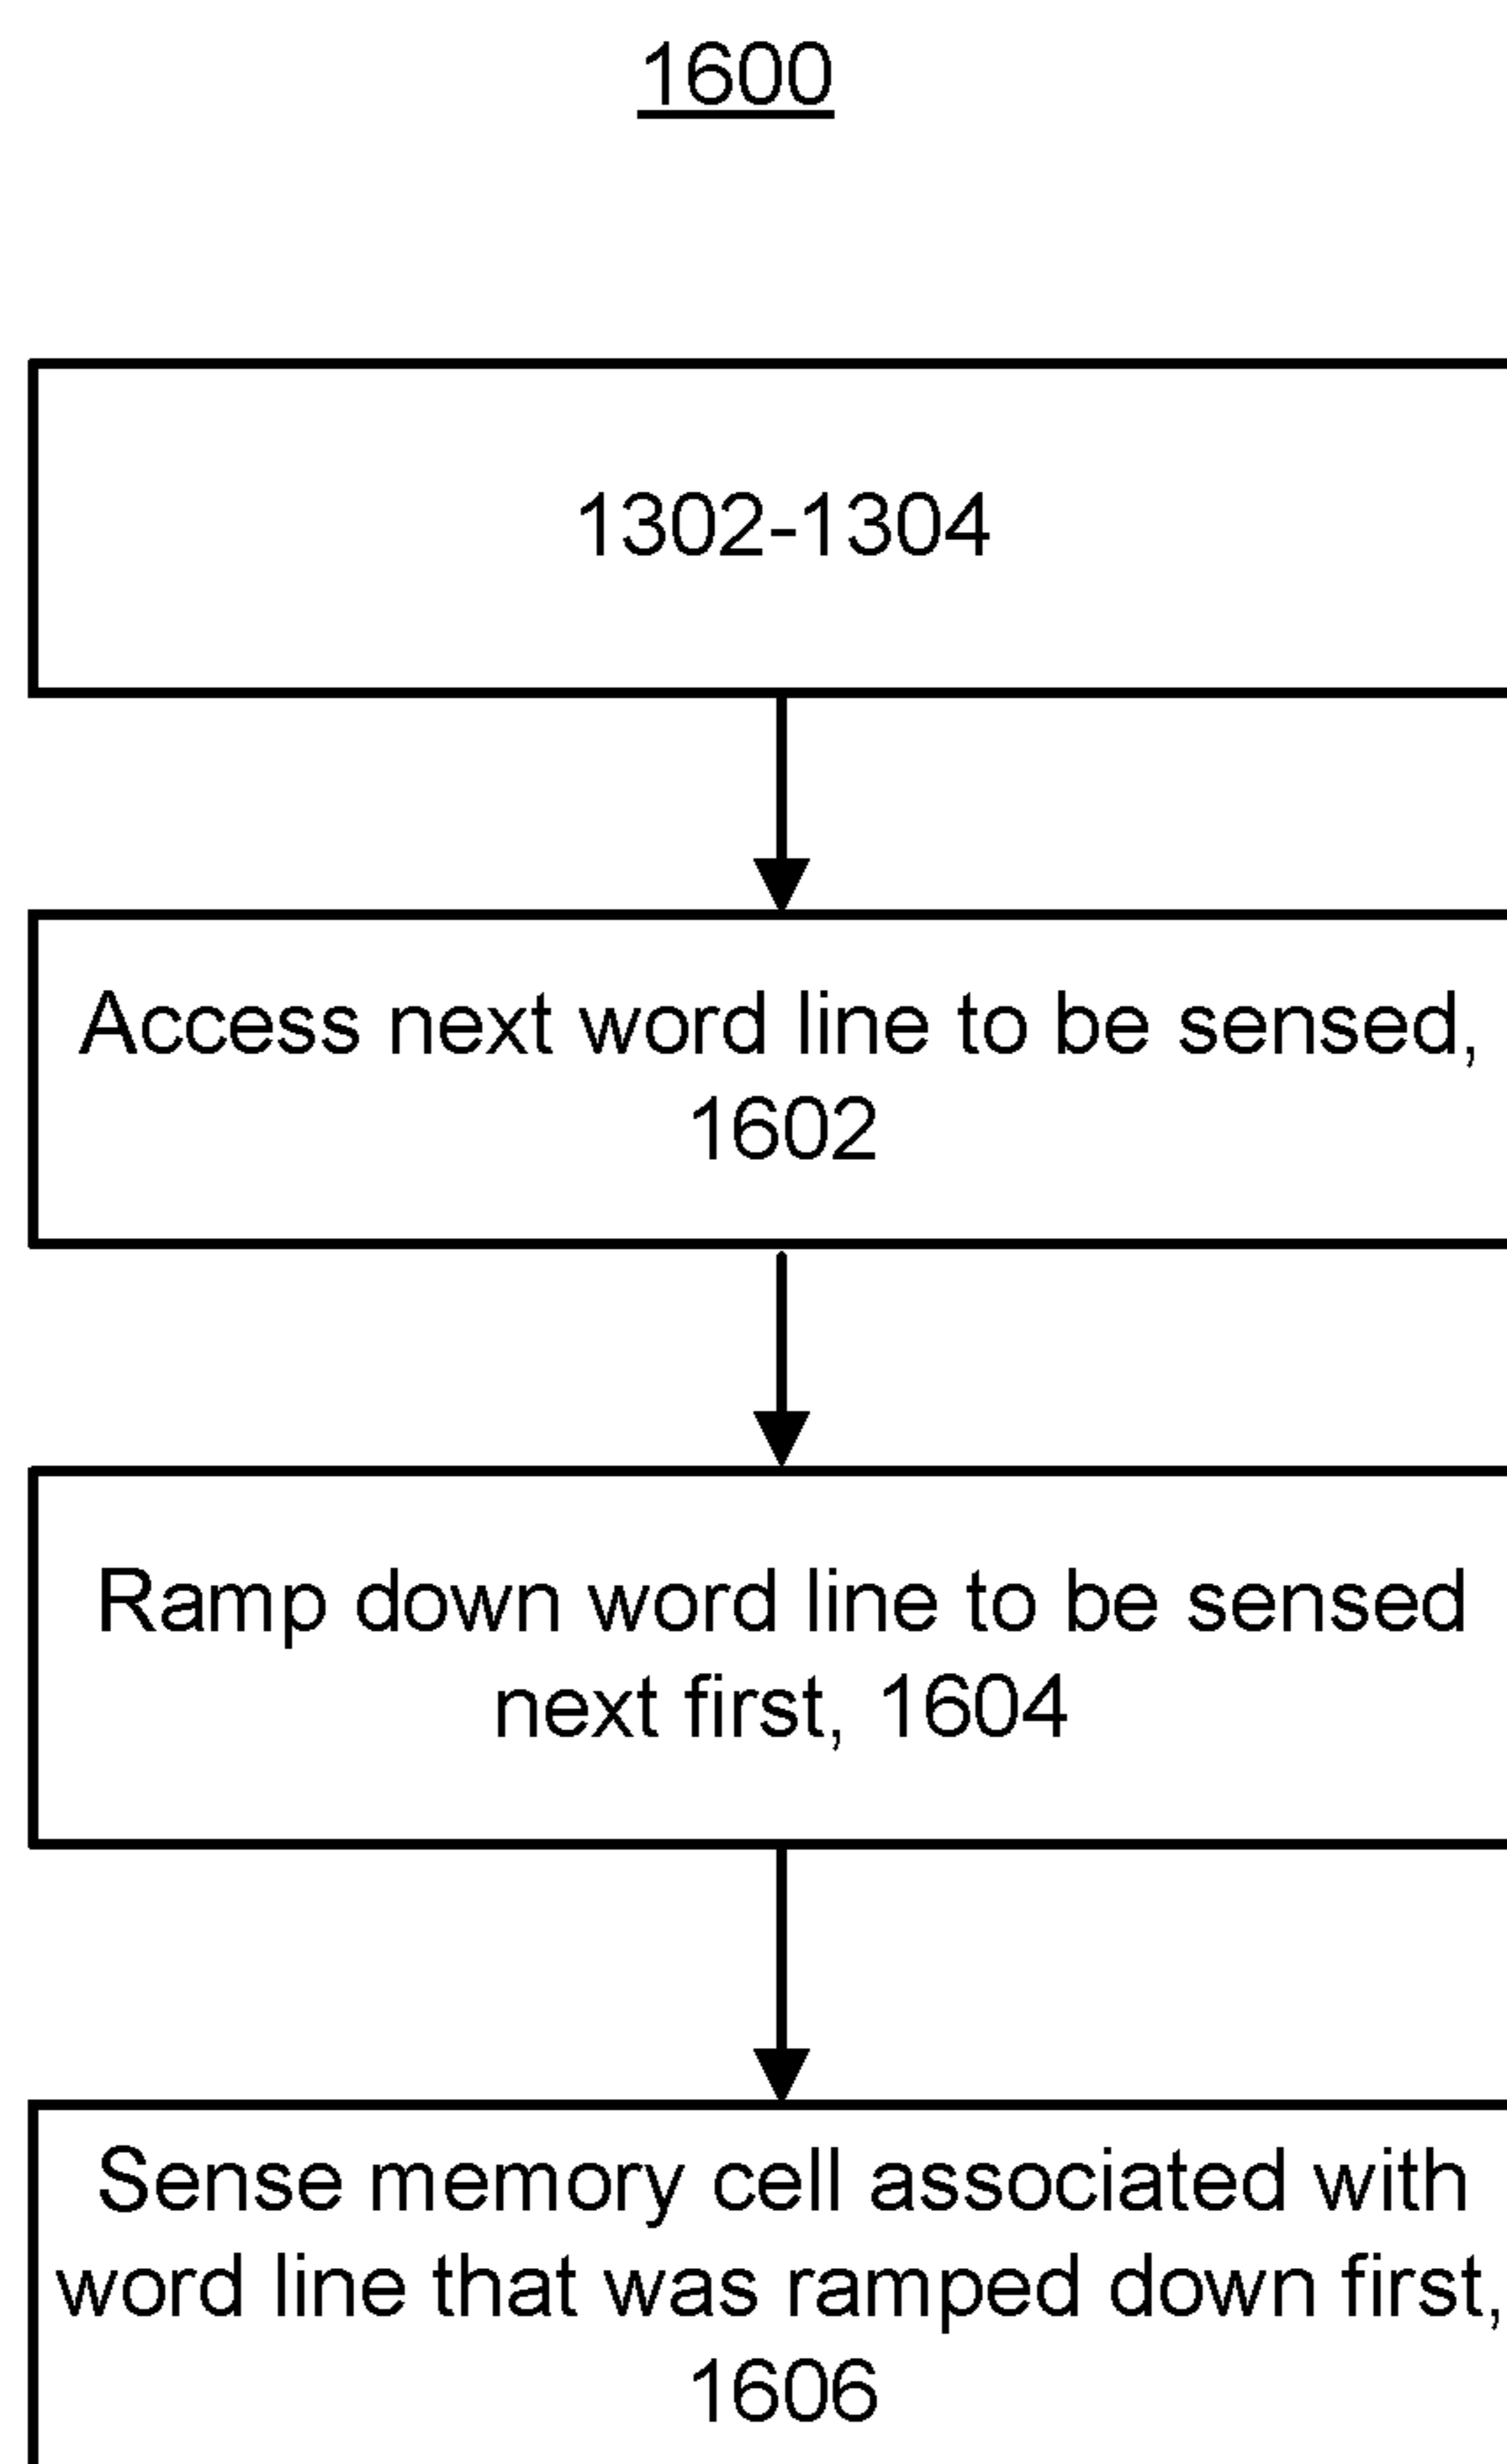 1600
1302-1304
Access next word line to be sensed,
1602
Ramp down word line to be sensed
next first, 1604
Sense memory cell associated with
word line that was ramped down first,
1606